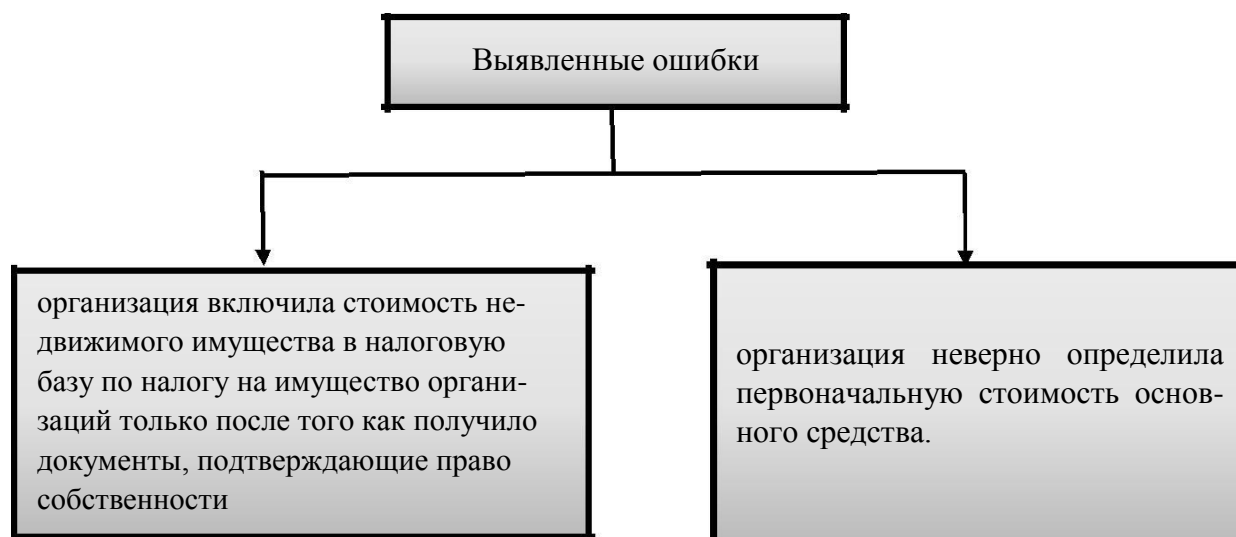 Выявленные ошибки
организация включила стоимость не-
движимого имущества в налоговую
базу по налогу на имущество органи-
заций только после того как получило
документы, подтверждающие право
собственности
организация неверно определила
первоначальную стоимость основ-
ного средства.